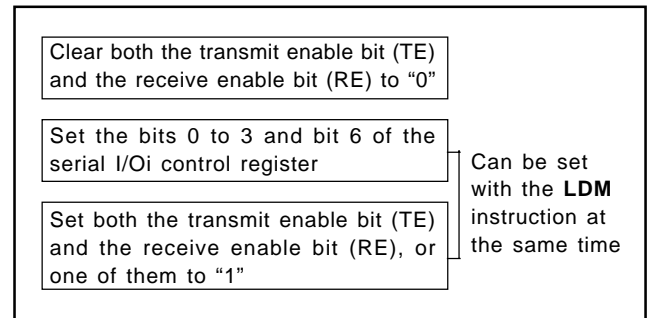 Clear both the transmit enable bit (TE)
and the receive enable bit (RE) to “0”
Set the bits 0 to 3 and bit 6 of the
serial I/Oi control register
Set both the transmit enable bit (TE)
and the receive enable bit (RE), or
one of them to “1”
Can be set
with the LDM
instruction at
the same time